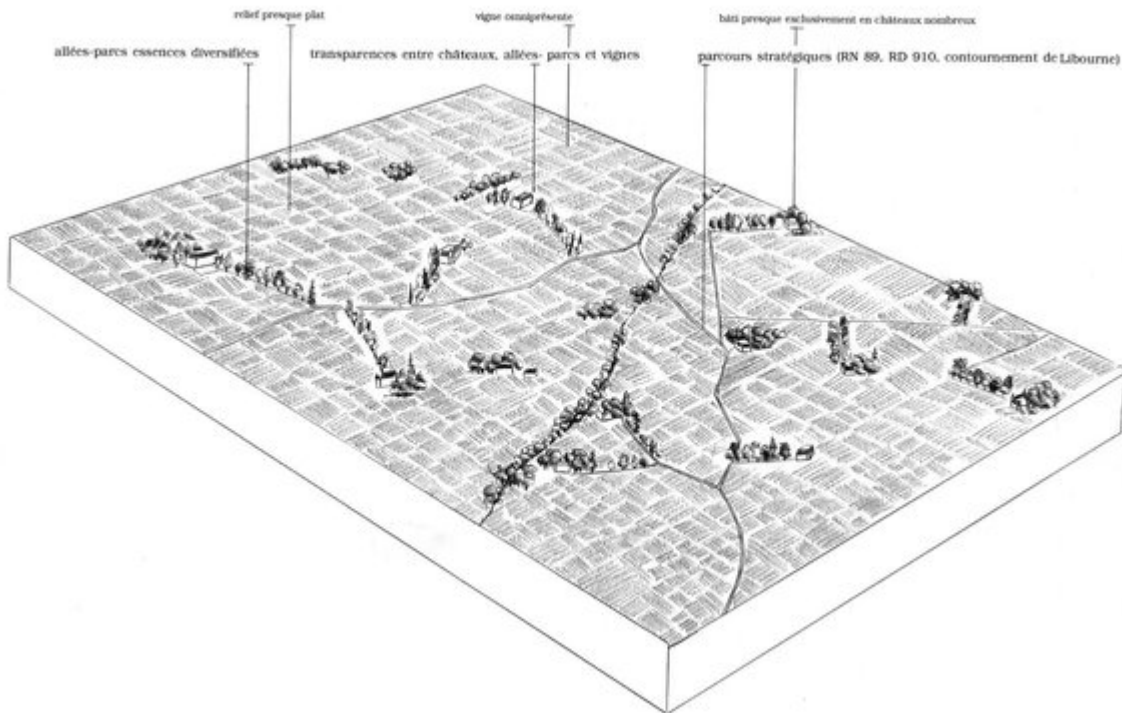 relief presque plat
vigne omniprésente
bâti presque exclusivement en châteaux nombreux
allées-parcs essences diversifiées
transparences entre châteaux, allées- parcs et vignes
parcours stratégiques (RN 89, RD 910, contournement de Libourne)